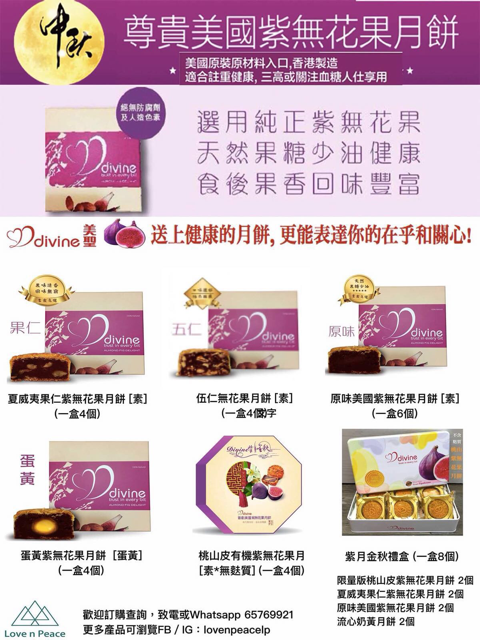 中秋
尊貴美國紫無花果月餅
★ 美國原裝原材料入口,香港製造 ★
適合註重健康, 三高或關注血糖人仕享用
絕無防腐劑
及人造色素
選用純正紫無花果
天然果糖少油健康
食後果香回味豐富
divine
divine 美聖 送上健康的月餅, 更能表達你的在乎和關心!
果仁
divine
五仁
divine
原味
divine
夏威夷果仁紫無花果月餅 [素]
(一盒4個)
伍仁無花果月餅 [素]
(一盒4個)
原味美國紫無花果月餅 [素]
(一盒6個)
蛋黃
divine
Divine
divine
蛋黃紫無花果月餅 [蛋黃]
(一盒4個)
桃山皮有機紫無花果月
[素*無麩質] (一盒4個)
紫月金秋禮盒 (一盒8個)
限量版桃山皮紫無花果月餅 2個
夏威夷果仁紫無花果月餅 2個
原味美國紫無花果月餅 2個
流心奶黃月餅 2個
Love n Peace
歡迎訂購查詢，致電或Whatsapp 65769921
更多產品可瀏覽FB / IG：lovenpeacelp